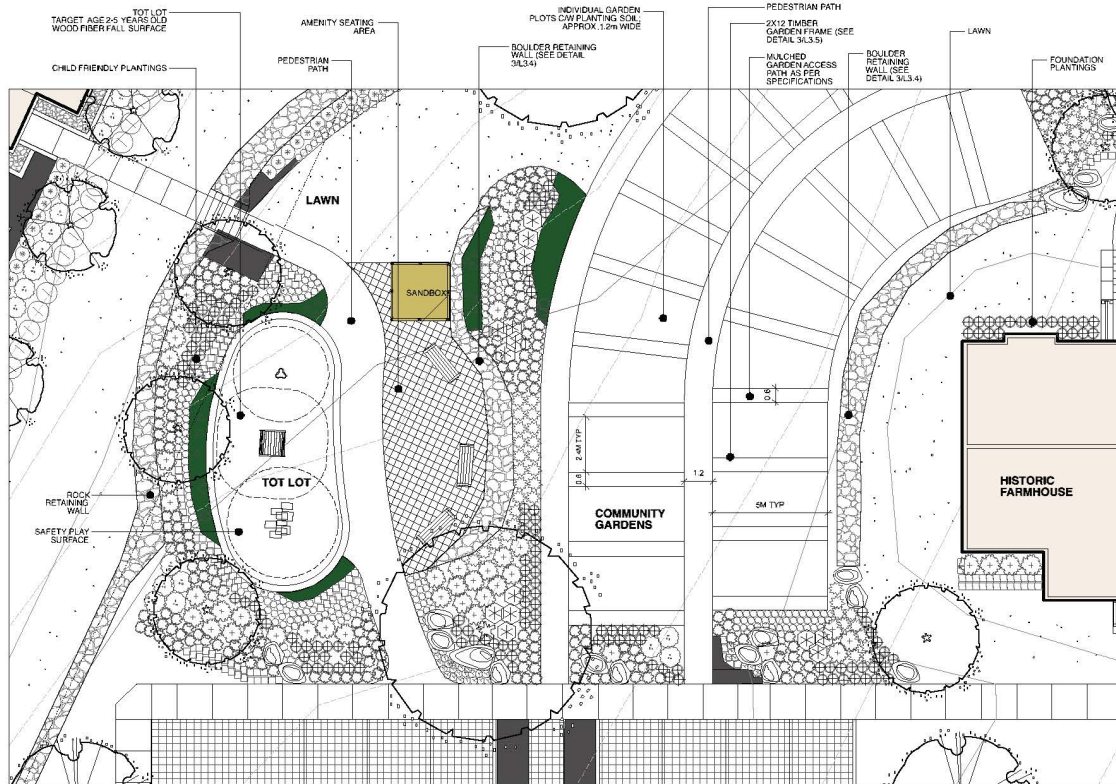 TOT LOT
TARGET AGE 2-5 YEARS OLD
WOOD FIBER FALL SURFACE
CHILD FRIENDLY PLANTINGS
AMENITY SEATING
AREA
PEDESTRIAN
PATH
BOULDER RETAINING
WALL (SEE DETAIL
3/L3.4)
INDIVIDUAL GARDEN
PLOTS C/W PLANTING SOIL;
APPROX. 1.2m WIDE
PEDESTRIAN PATH
2X12 TIMBER
GARDEN FRAME (SEE
DETAIL 3/L3.5)
MULCHED
GARDEN ACCESS
PATH AS PER
SPECIFICATIONS
BOULDER
RETAINING
WALL (SEE
DETAIL 3/L3.4)
LAWN
FOUNDATION
PLANTINGS
LAWN
SANDBOX
0.6
2.4M TYP
0.6
1.2
5M TYP
TOT LOT
COMMUNITY
GARDENS
HISTORIC
FARMHOUSE
ROCK
RETAINING
WALL
SAFETY PLAY
SURFACE